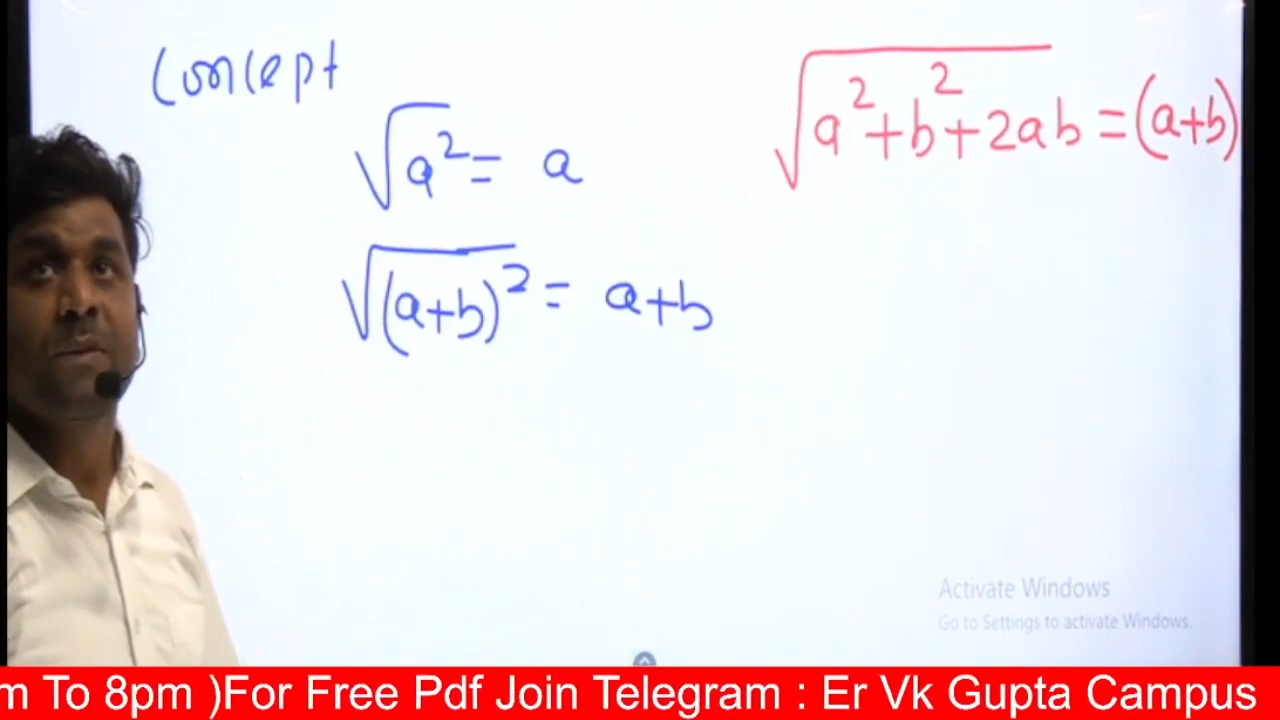 Concept
√a² = a
√(a+b)² = a+b
√a²+b²+2ab = (a+b)
Activate Windows
Go to Settings to activate Windows.
m To 8pm )For Free Pdf Join Telegram : Er Vk Gupta Campus